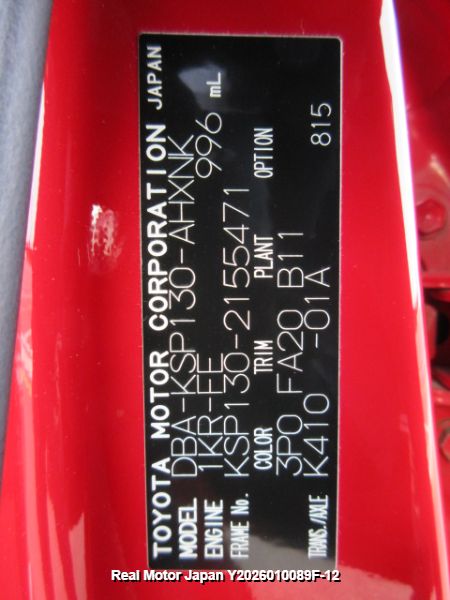 TOYOTA MOTOR CORPORATION JAPAN
MODEL DBA-KSP130-AHXNK
ENGINE 1KR-FE 996 mL
FRAME No. KSP130-2155471
COLOR TRIM PLANT OPTION
3P0 FA20 B11
TRANS./AXLE K410 -01A 815
Real Motor Japan Y2026010089F-12